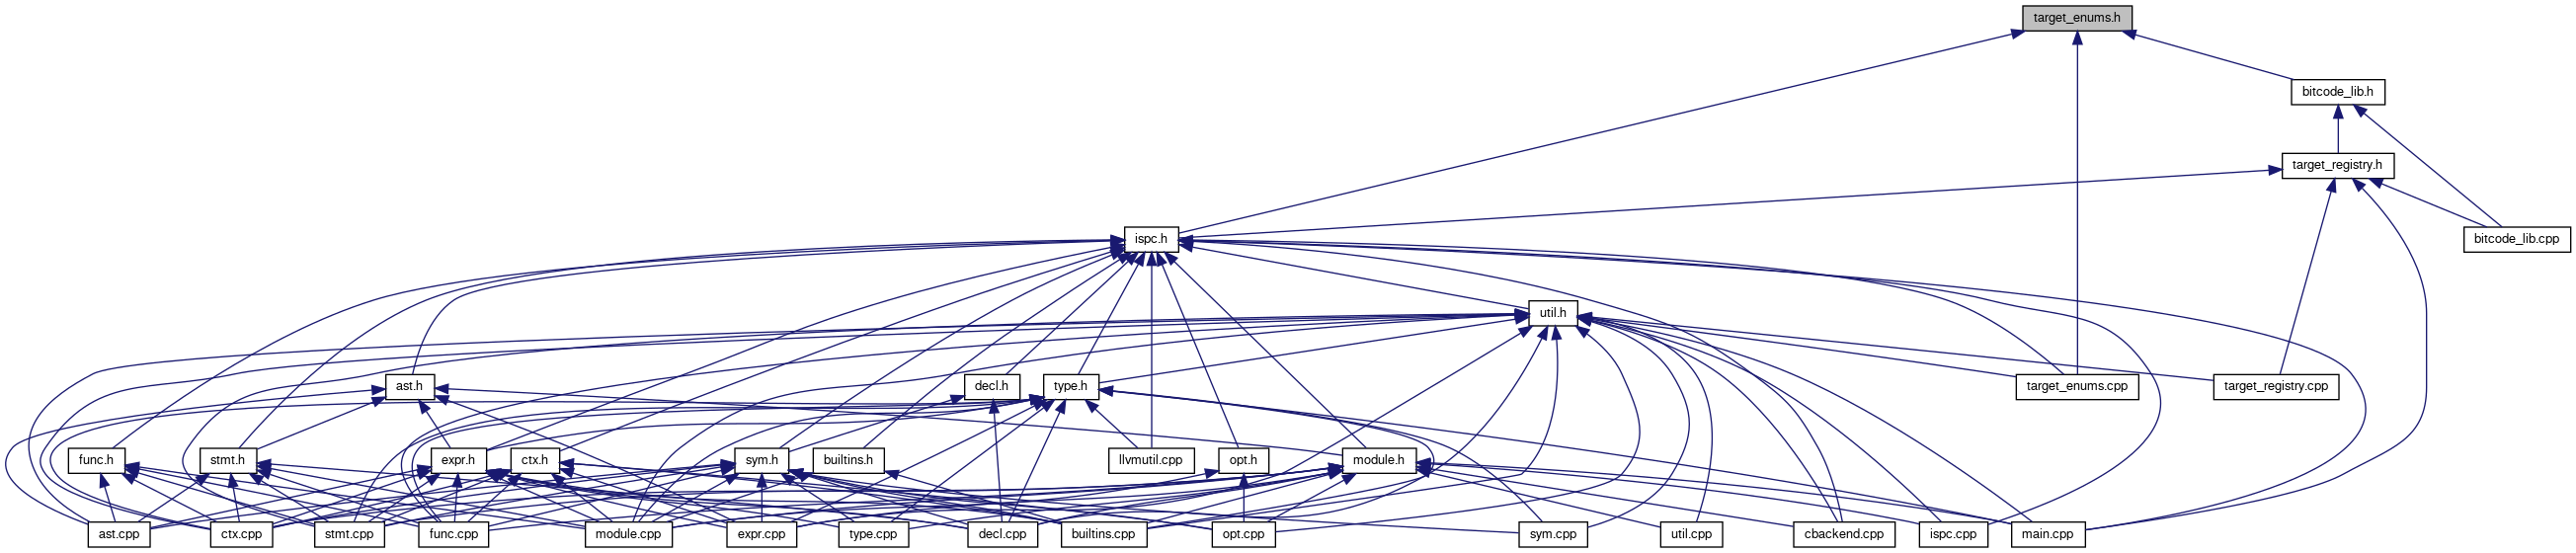 target_enums.h
bitcode_lib.h
target_registry.h
ispc.h
bitcode_lib.cpp
util.h
ast.h
decl.h
type.h
target_enums.cpp
target_registry.cpp
func.h
stmt.h
expr.h
ctx.h
sym.h
builtins.h
llvmutil.cpp
opt.h
module.h
ast.cpp
ctx.cpp
stmt.cpp
func.cpp
module.cpp
expr.cpp
type.cpp
decl.cpp
builtins.cpp
opt.cpp
sym.cpp
util.cpp
cbackend.cpp
ispc.cpp
main.cpp